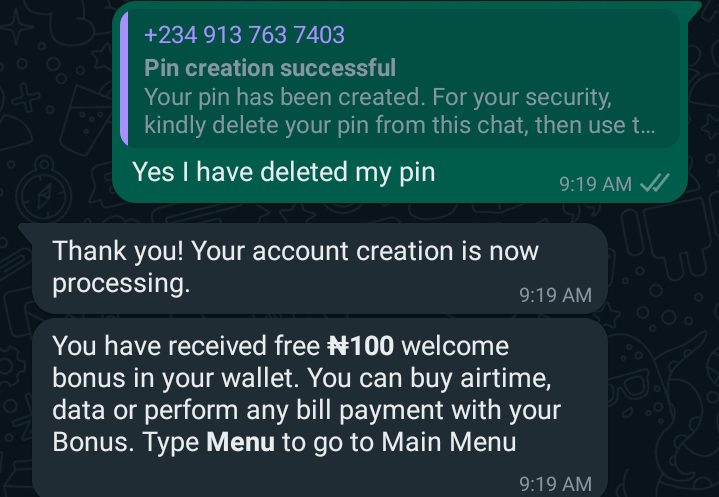 +234 913 763 7403
Pin creation successful
Your pin has been created. For your security,
kindly delete your pin from this chat, then use t...
Yes I have deleted my pin
9:19 AM
Thank you! Your account creation is now
processing.
9:19 AM
You have received free ₦100 welcome
bonus in your wallet. You can buy airtime,
data or perform any bill payment with your
Bonus. Type Menu to go to Main Menu
9:19 AM